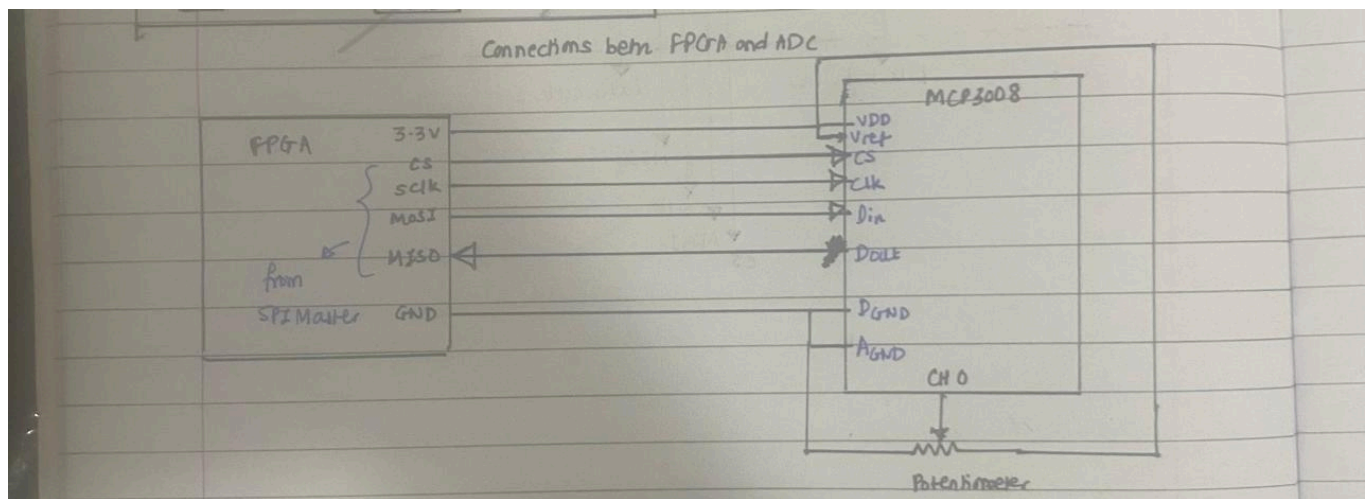 Connections betn FPGA and ADC
MCP3008
FPGA
3.3V
CS
SClk
MOSI
MISO
from
SPI Master
GND
VDD
Vref
CS
Clk
Din
Dout
DGND
AGND
CH 0
Potentiometer